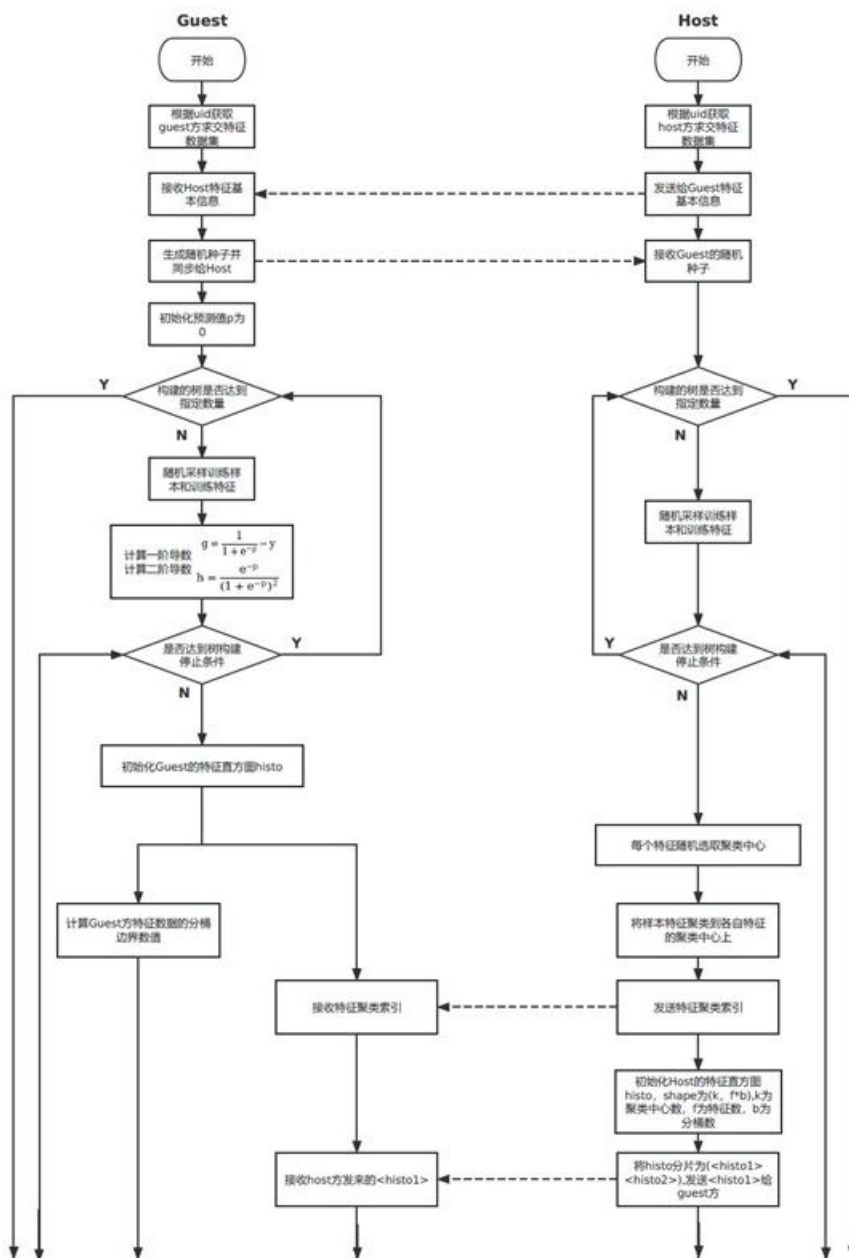 Guest
Host
开始
开始
根据uid获取
guest方求交特征
数据集
根据uid获取
host方求交特征
数据集
接收Host特征基
本信息
发送给Guest特征
基本信息
生成随机种子并
同步给Host
接收Guest的随机
种子
初始化预测值p为
0
Y
构建的树是否达到
指定数量
N
构建的树是否达到
指定数量
Y
N
随机采样训练样
本和训练特征
随机采样训练样
本和训练特征
计算一阶导数 g = 1 / (1 + e^{-p}) − y
计算二阶导数 h = e^{-p} / (1 + e^{-p})^2
是否达到树构建
停止条件
Y
N
Y
是否达到树构建
停止条件
N
初始化Guest的特征直方图histo
每个特征随机选取聚类中心
计算Guest方特征数据的分桶
边界数值
将样本特征聚类到各自特征
的聚类中心上
接收特征聚类索引
发送特征聚类索引
初始化Host的特征直方图
histo，shape为(k，f*b),k为
聚类中心数，f为特征数，b为
分桶数
接收host方发来的<histo1>
将histo分片为(<histo1>
<histo2>),发送<histo1>给
guest方